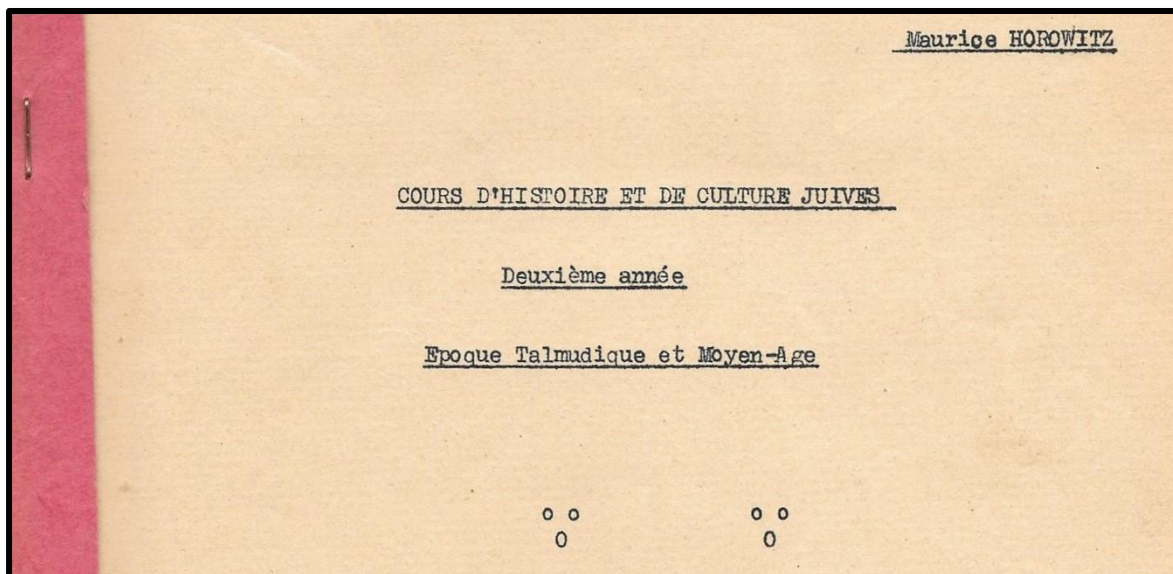 Maurice HOROWITZ
COURS D'HISTOIRE ET DE CULTURE JUIVES
Deuxième année
Epoque Talmudique et Moyen-Age
o o o o
O O